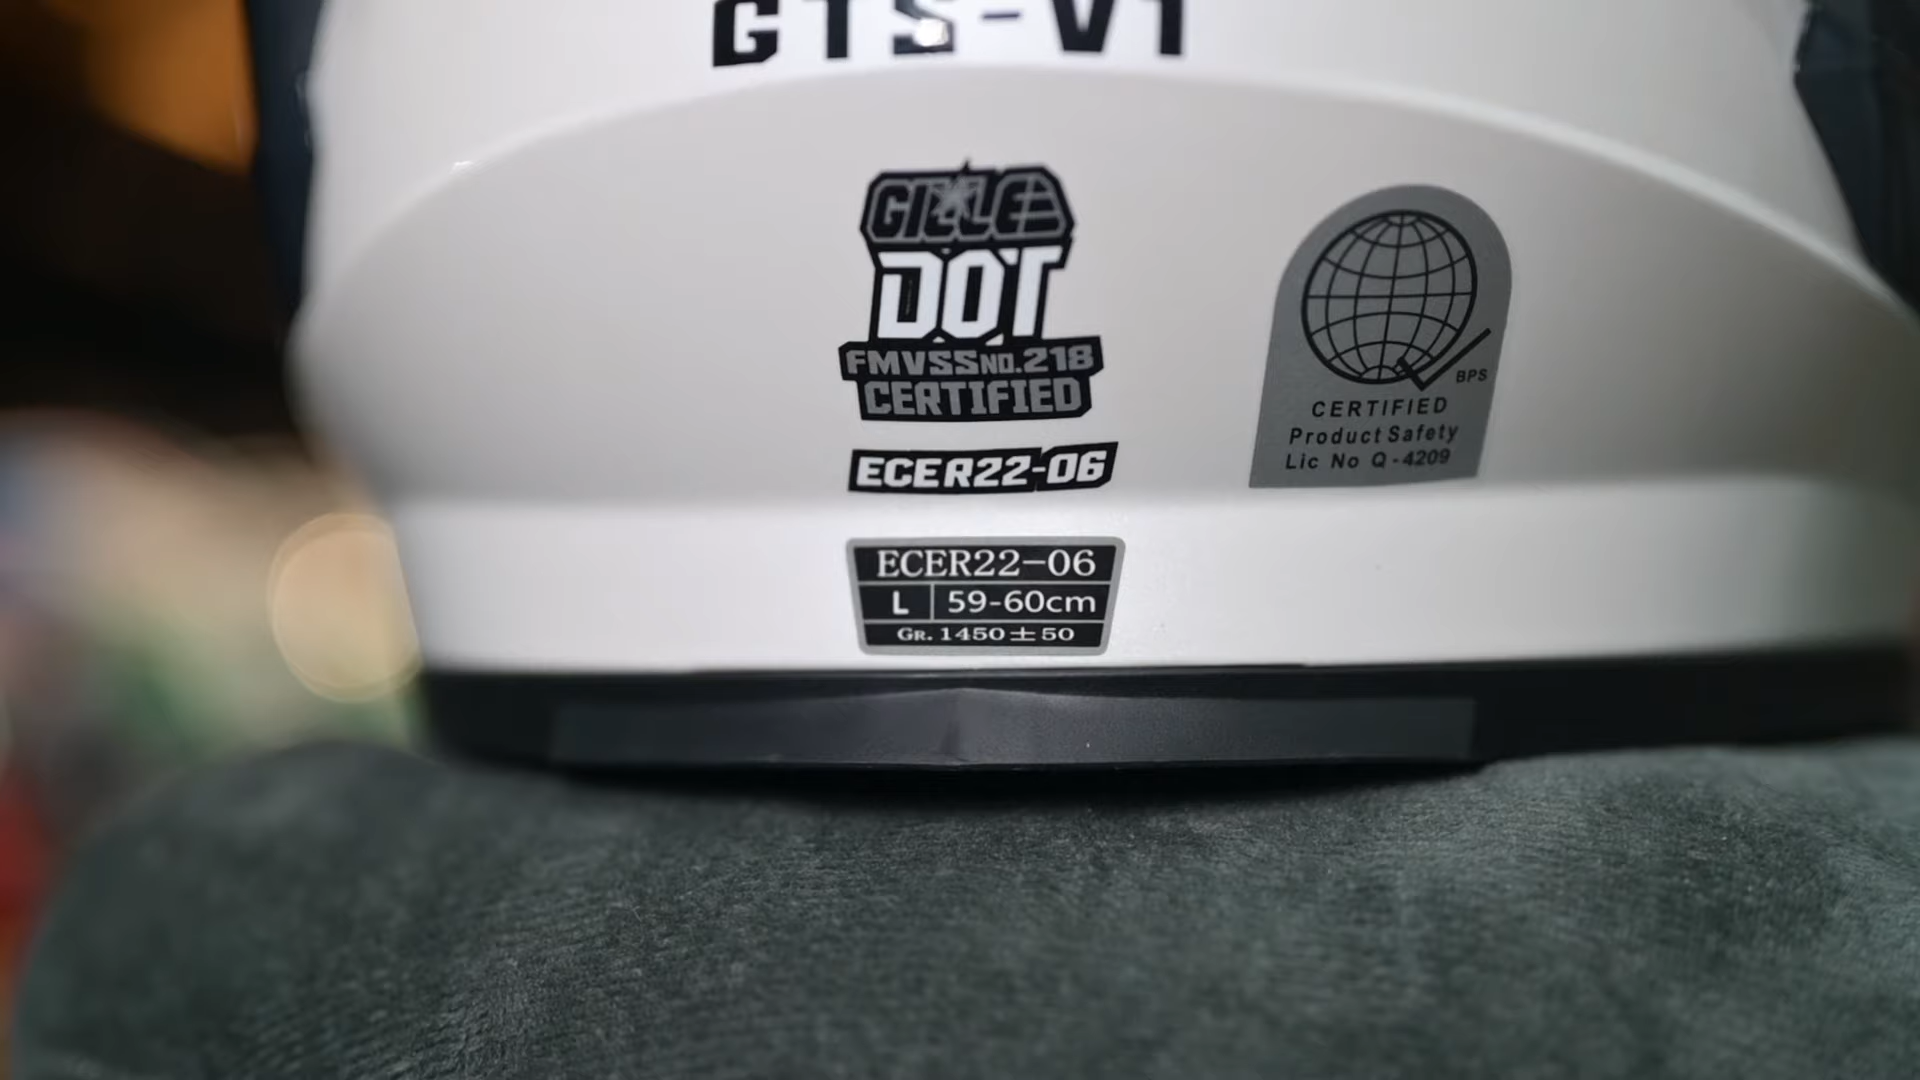 GTS-V1
GILLE
DOT
FMVSS NO.218
CERTIFIED
ECER22-06
BPS
CERTIFIED
Product Safety
Lic No Q-4209
ECER22-06
L 59-60cm
GR. 1450±50